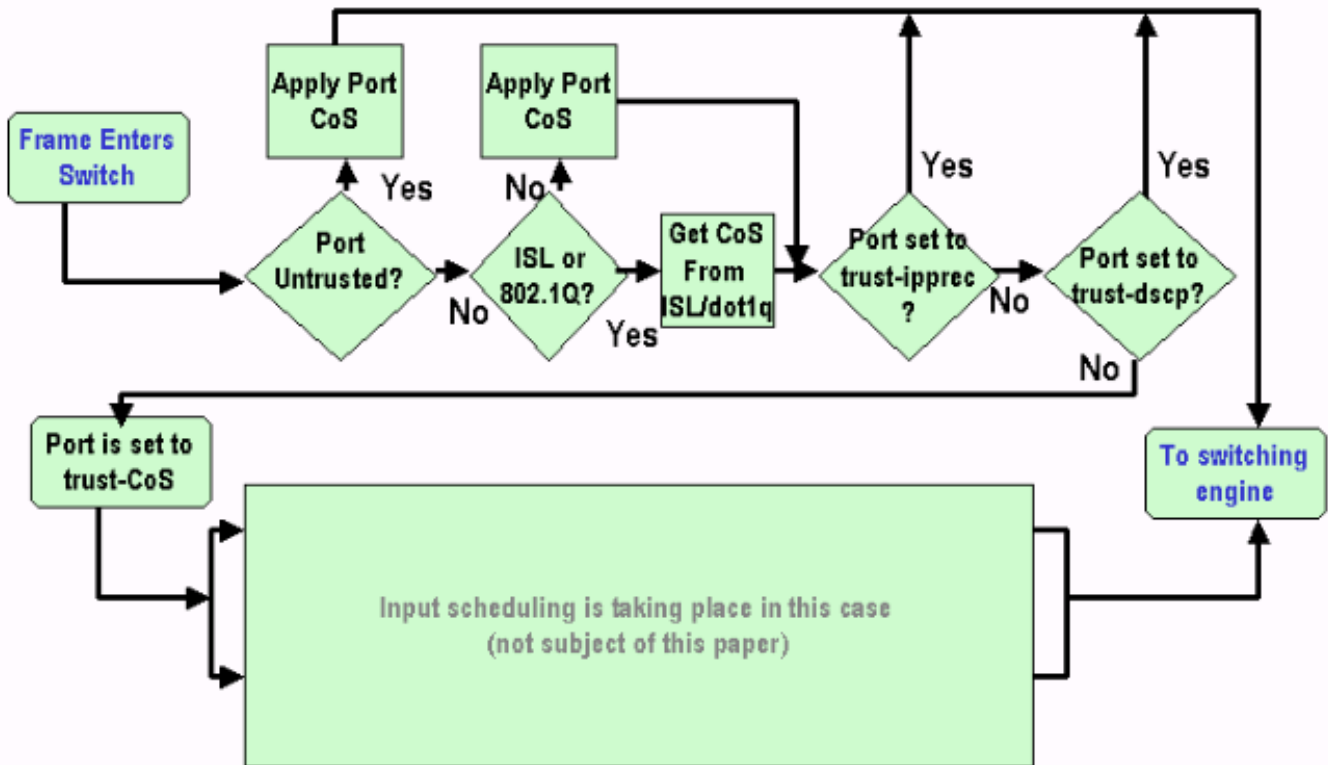 Apply Port
CoS
Apply Port
CoS
Frame Enters
Switch
Yes
No
Yes
Yes
Port
Untrusted?
No
ISL or
802.1Q?
Yes
Get CoS
From
ISL/dot1q
Port set to
trust-ipprec
?
No
Port set to
trust-dscp?
No
Port is set to
trust-CoS
To switching
engine
Input scheduling is taking place in this case
(not subject of this paper)